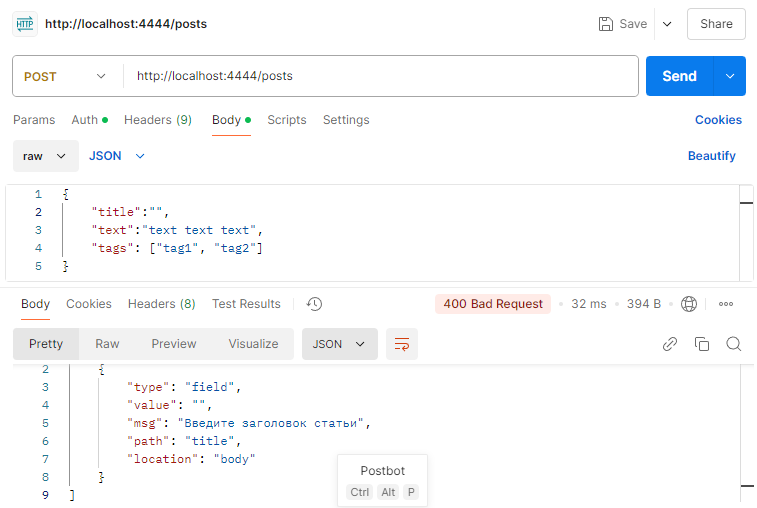 HTTP http://localhost:4444/posts Save Share
POST http://localhost:4444/posts Send
Params Auth Headers (9) Body Scripts Settings Cookies
raw JSON Beautify
1 {
2 "title":"",
3 "text":"text text text",
4 "tags": ["tag1", "tag2"]
5 }
Body Cookies Headers (8) Test Results 400 Bad Request 32 ms 394 B
Pretty Raw Preview Visualize JSON
2 {
3 "type": "field",
4 "value": "",
5 "msg": "Введите заголовок статьи",
6 "path": "title",
7 "location": "body"
8 }
9 ]
Postbot
Ctrl Alt P